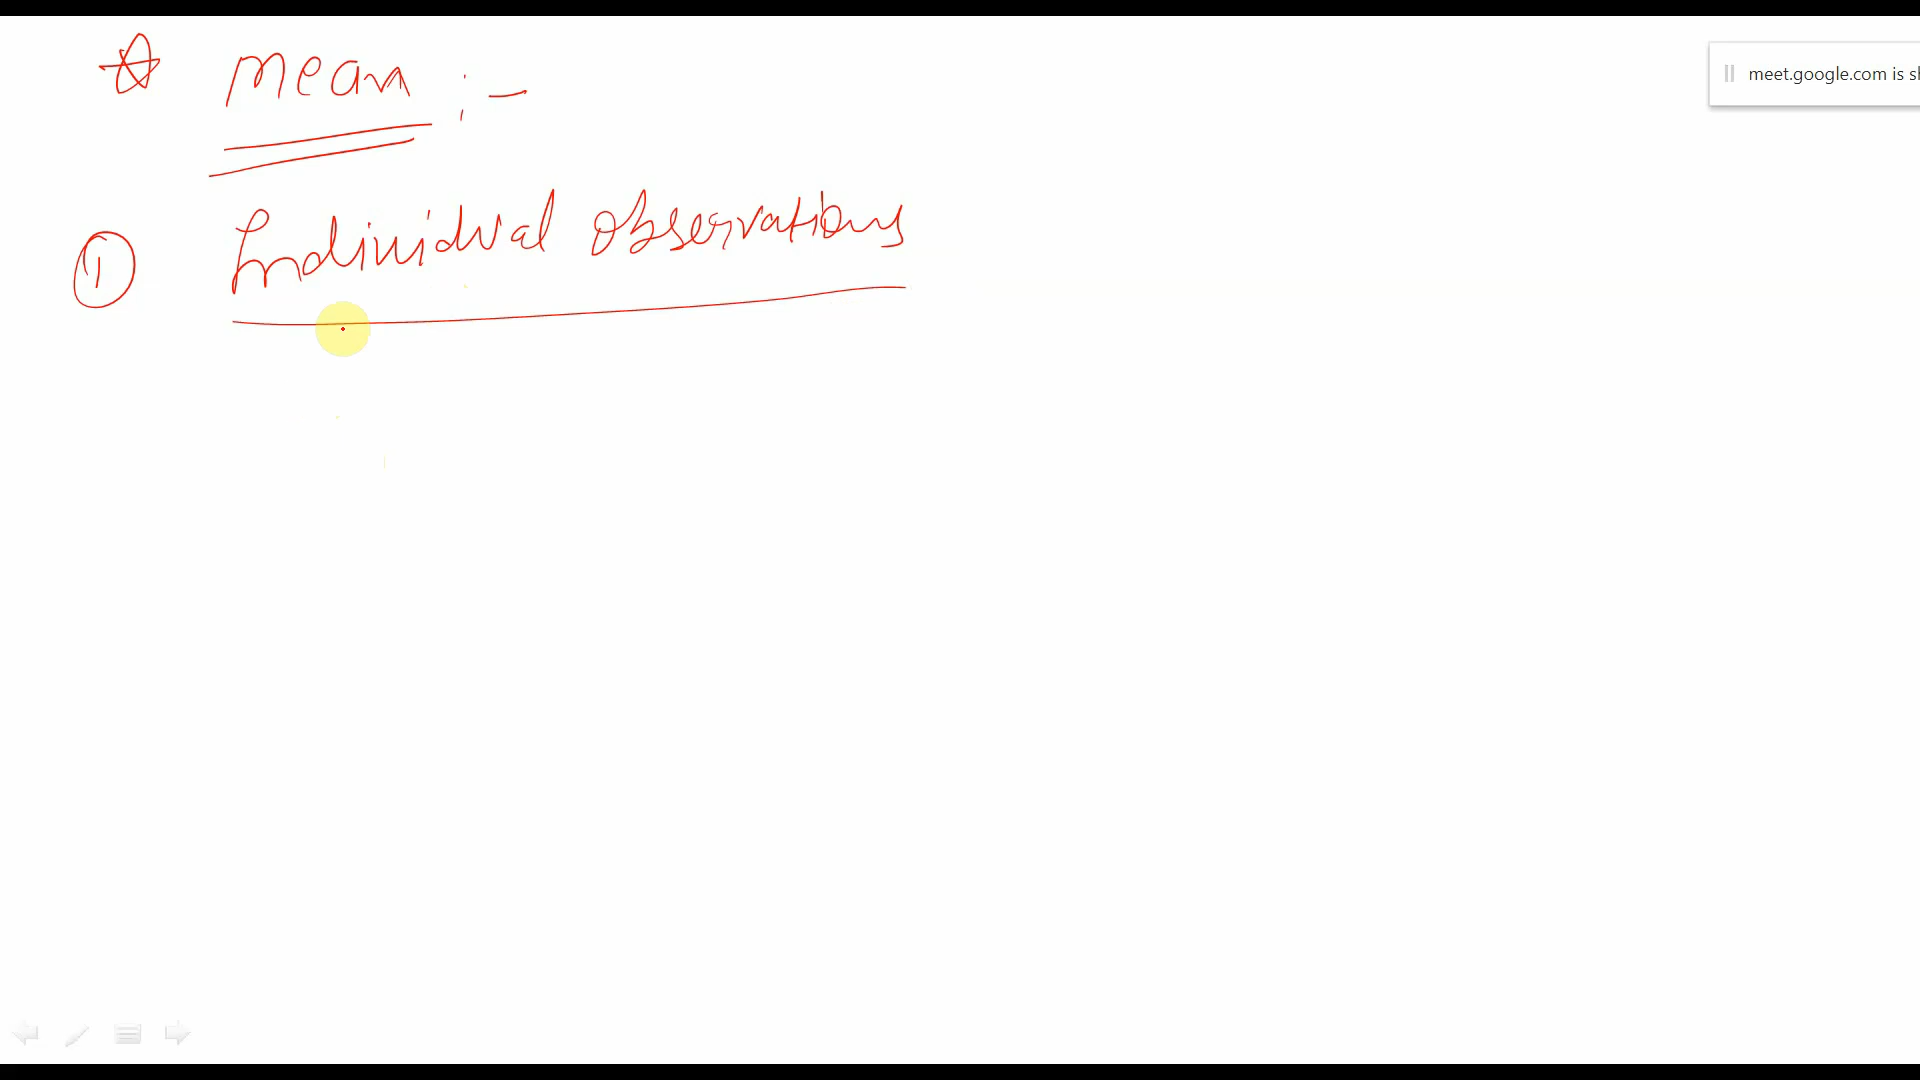 ☆ mean :-
meet.google.com is sh
① Individual observations